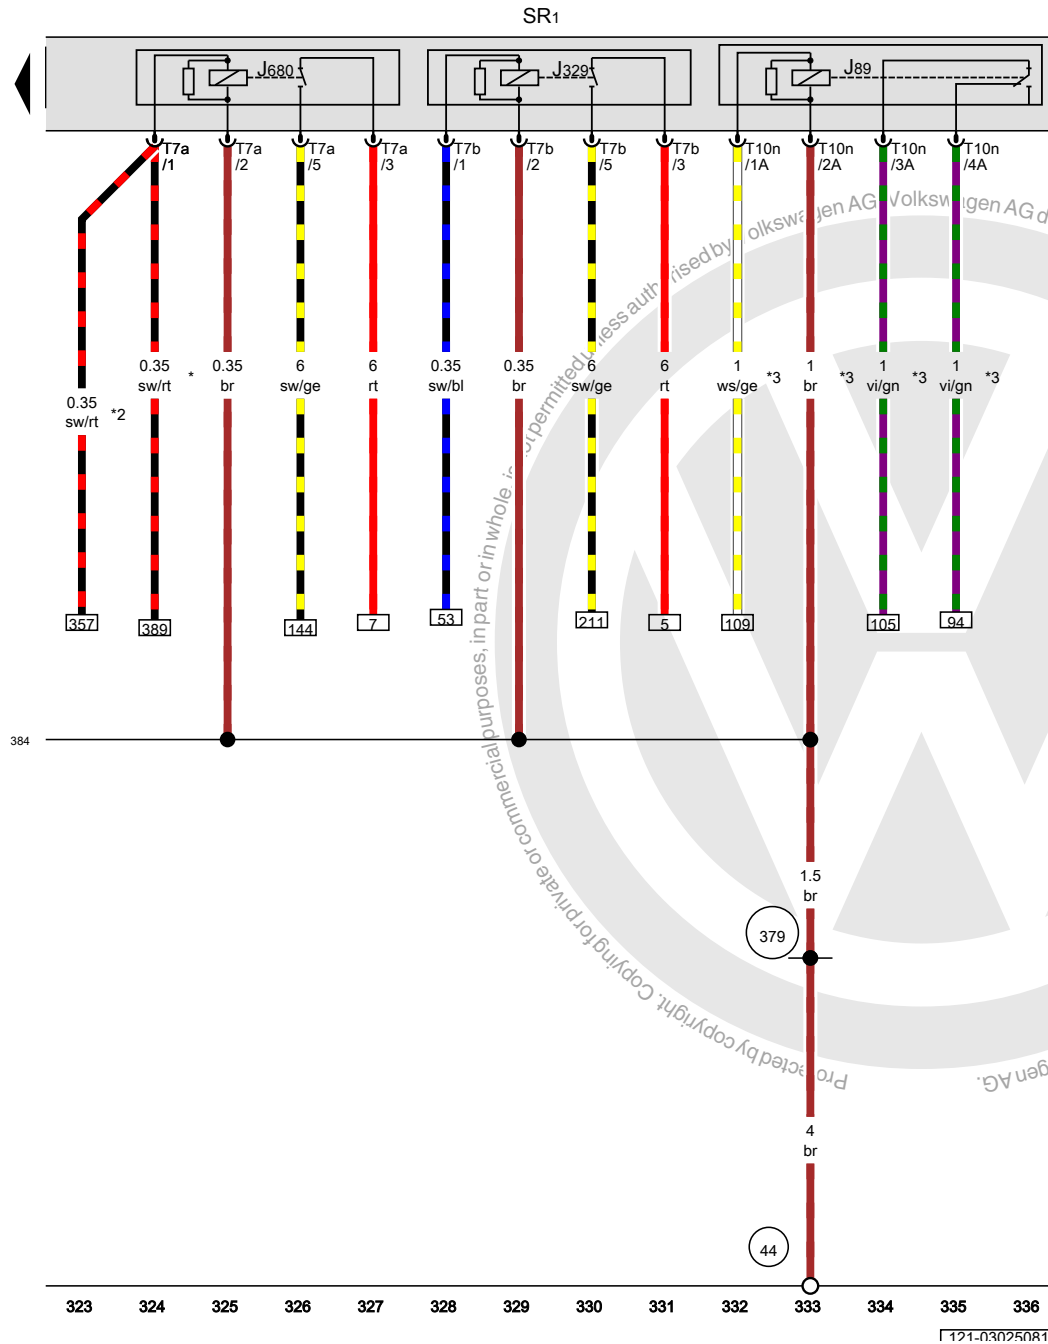 SR1
J680
J329
J89
T7a
/1
T7a
/2
T7a
/5
T7a
/3
T7b
/1
T7b
/2
T7b
/5
T7b
/3
T10n
/1A
T10n
/2A
T10n
/3A
T10n
/4A
0.35
sw/rt
*2
0.35
sw/rt
*
0.35
br
6
sw/ge
6
rt
0.35
sw/bl
0.35
br
6
sw/ge
6
rt
1
ws/ge
*3
1
br
*3
1
vi/gn
*3
1
vi/gn
*3
357
389
144
7
53
211
5
109
105
94
384
1.5
br
379
4
br
44
323 324 325 326 327 328 329 330 331 332 333 334 335 336
121-03025081
Protected by copyright. Copying for private or commercial purposes, in part or in whole, is not permitted unless authorised by Volkswagen AG. Volkswagen AG d
gen AG.